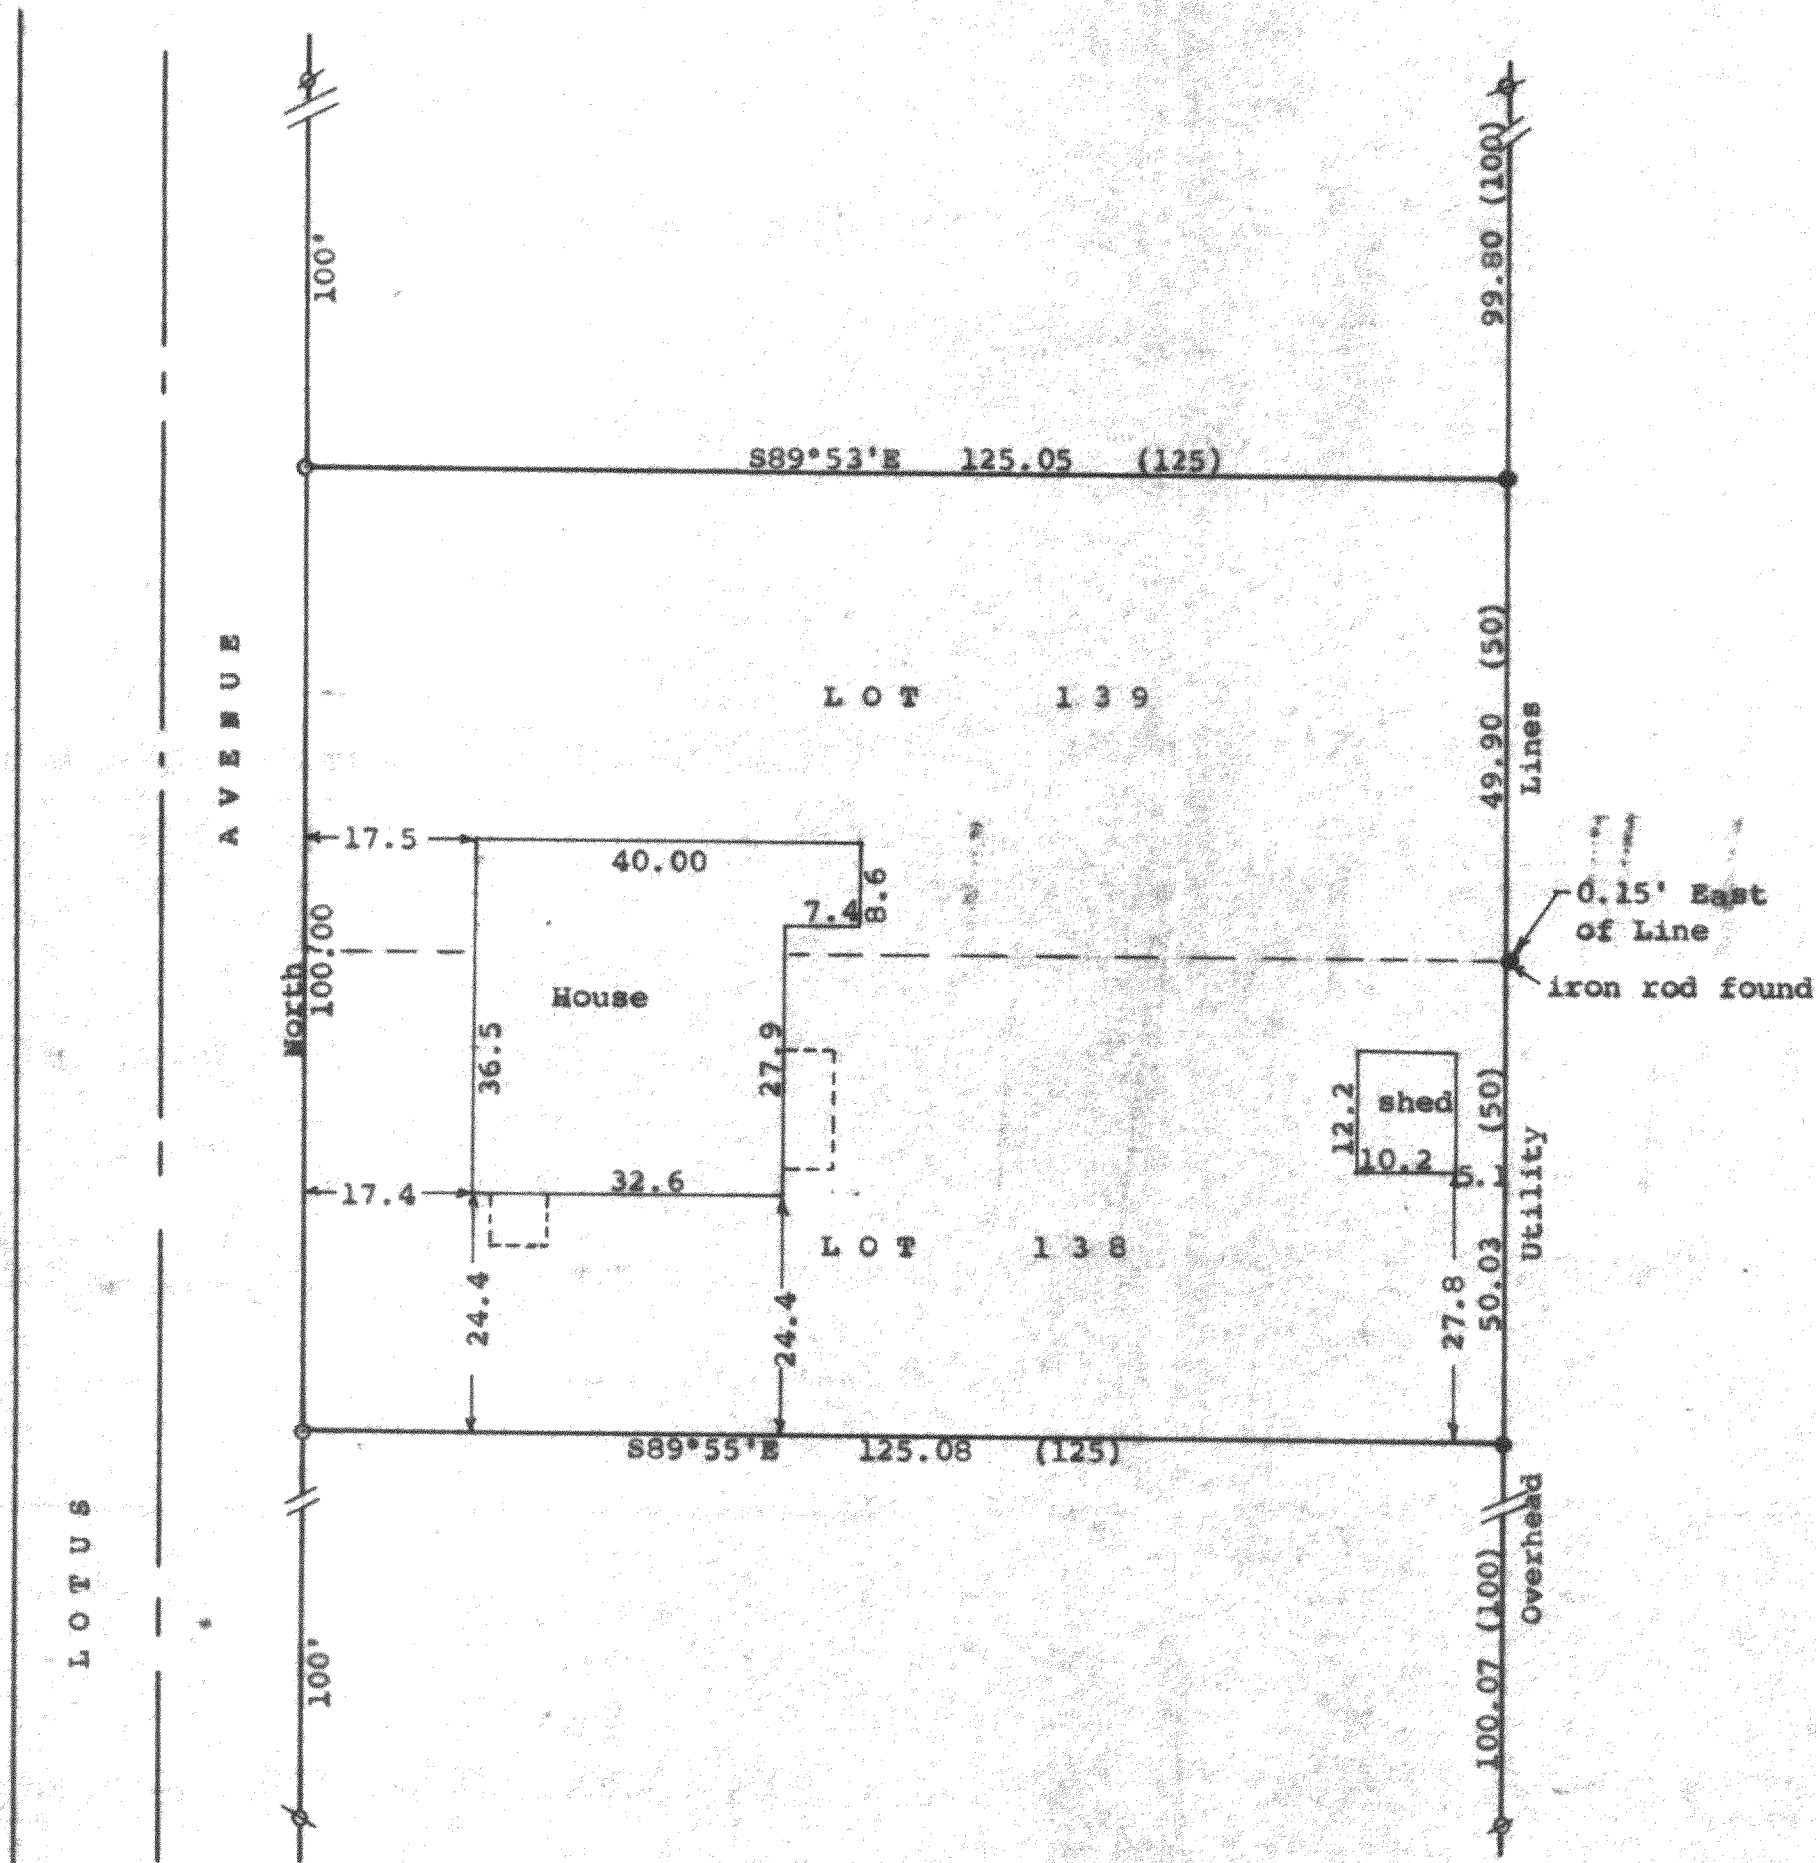 99.80 (100)
100'
S89°53'E 125.05 (125)
AVENUE
LOT 139
49.90 (50)
Lines
17.5
40.00
8.6
7.4
0.15' East
of Line
iron rod found
North
100.00
House
36.5
27.9
shed
12.2
10.2
5.1
(50)
Utility
17.4
32.6
LOT 138
24.4
24.4
27.8
50.03
S89°55'E 125.08 (125)
LOTUS
Overhead
100'
100.07 (100)